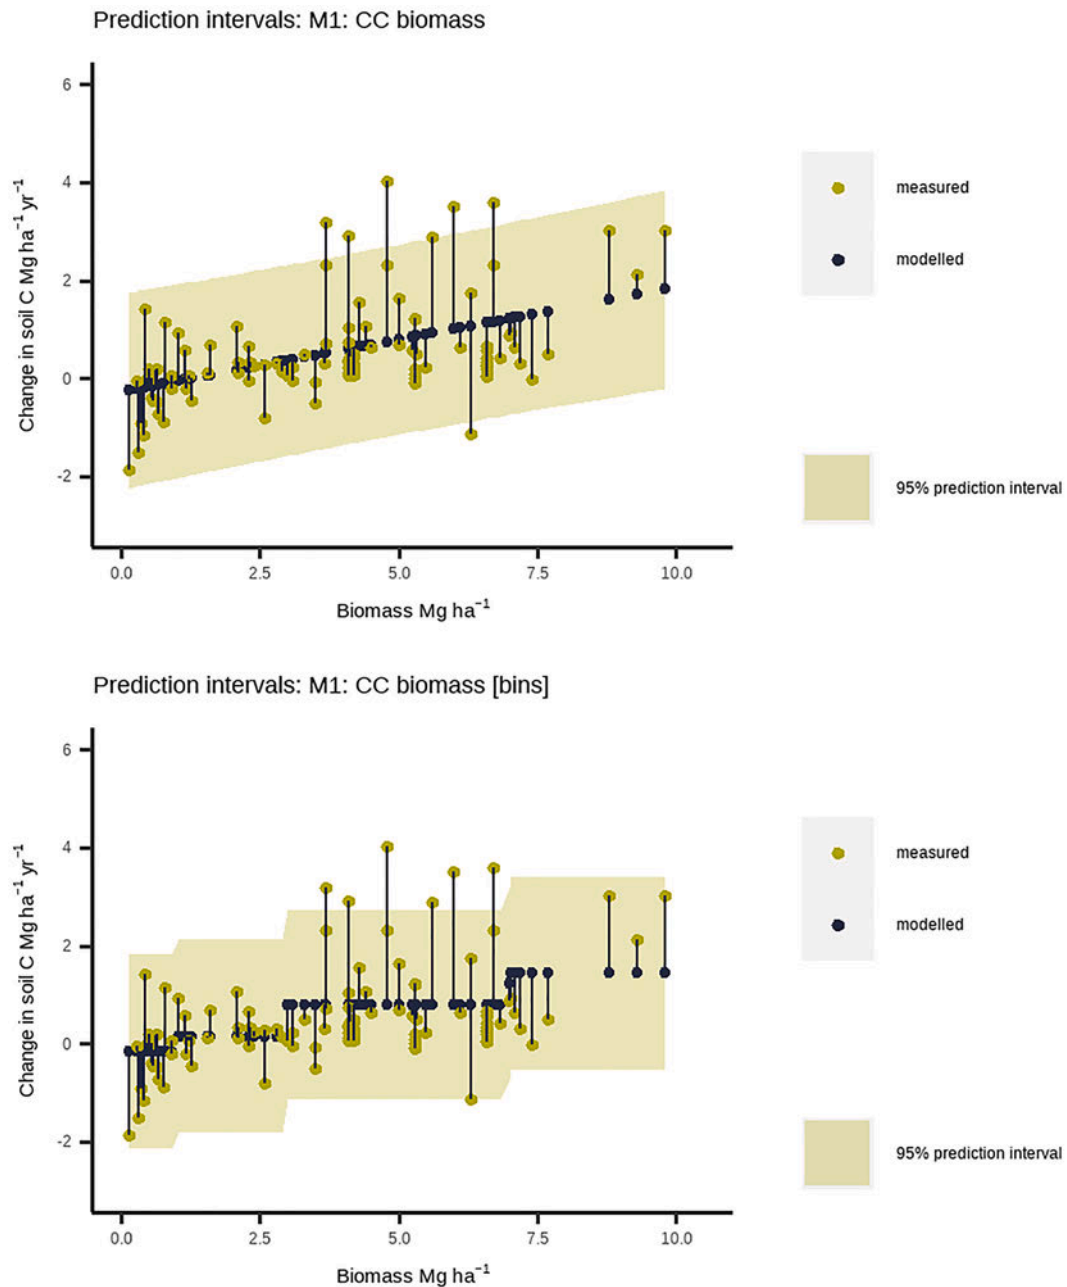 Prediction intervals: M1: CC biomass
6
4
2
0
-2
Change in soil C Mg ha⁻¹ yr⁻¹
0.0 2.5 5.0 7.5 10.0
Biomass Mg ha⁻¹
measured
modelled
95% prediction interval
Prediction intervals: M1: CC biomass [bins]
6
4
2
0
-2
Change in soil C Mg ha⁻¹ yr⁻¹
0.0 2.5 5.0 7.5 10.0
Biomass Mg ha⁻¹
measured
modelled
95% prediction interval